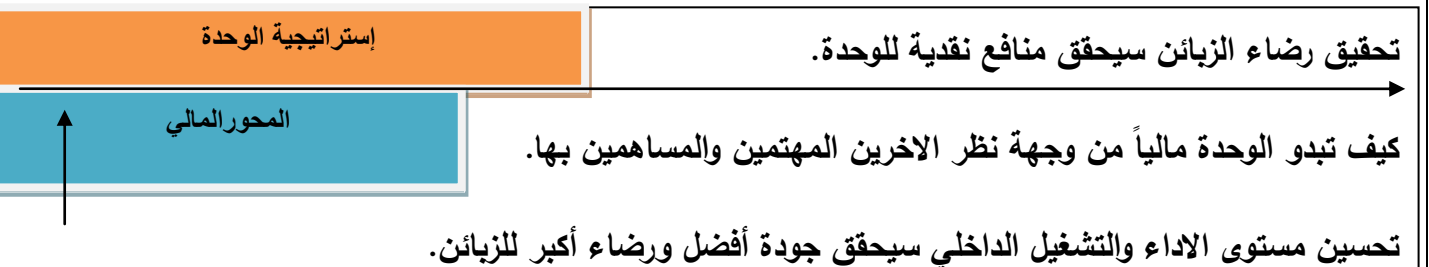 إستراتيجية الوحدة
تحقيق رضاء الزبائن سيحقق منافع نقدية للوحدة.
المحورالمالي
كيف تبدو الوحدة مالياً من وجهة نظر الاخرين المهتمين والمساهمين بها.
تحسين مستوى الاداء والتشغيل الداخلي سيحقق جودة أفضل ورضاء أكبر للزبائن.